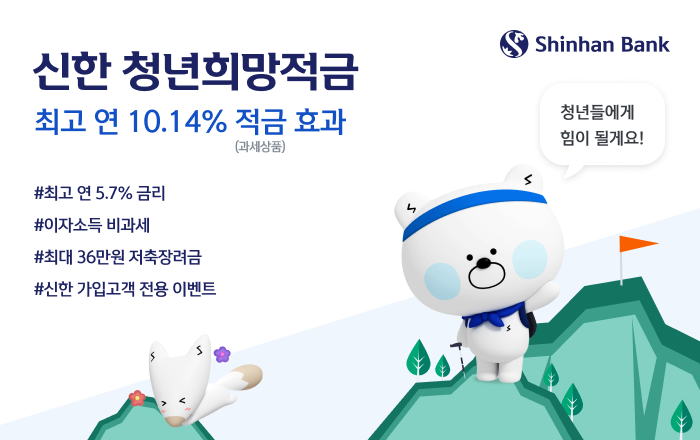 Shinhan Bank
신한 청년희망적금
최고 연 10.14% 적금 효과
(과세상품)
청년들에게
힘이 될게요!
#최고 연 5.7% 금리
#이자소득 비과세
#최대 36만원 저축장려금
#신한 가입고객 전용 이벤트